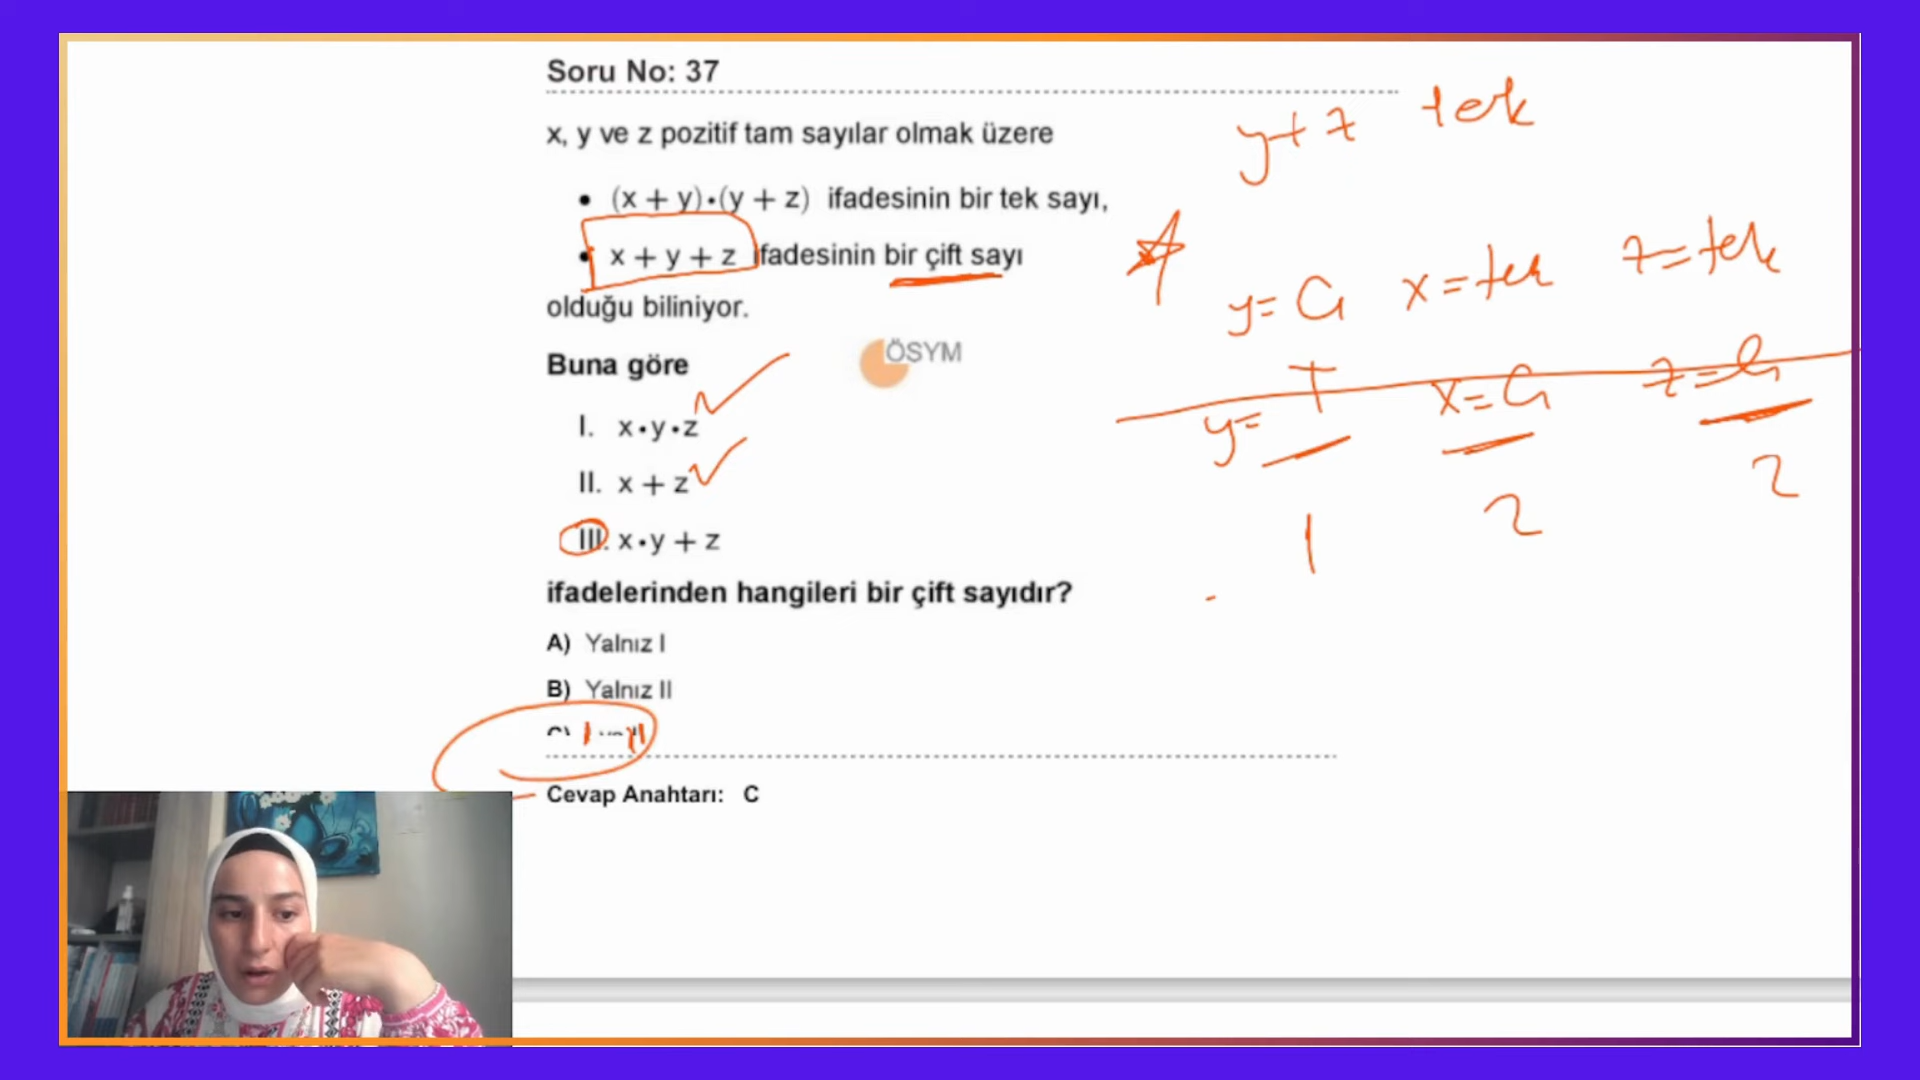 Soru No: 37
x, y ve z pozitif tam sayılar olmak üzere
• (x + y)•(y + z) ifadesinin bir tek sayı,
• x + y + z ifadesinin bir çift sayı
olduğu biliniyor.
Buna göre
ÖSYM
I. x•y•z
II. x + z
III. x•y + z
ifadelerinden hangileri bir çift sayıdır?
A) Yalnız I
B) Yalnız II
Cevap Anahtarı: C
y+z tek
y= Ç x=tek z=tek
y= T x=Ç z=Ç
1 2 2